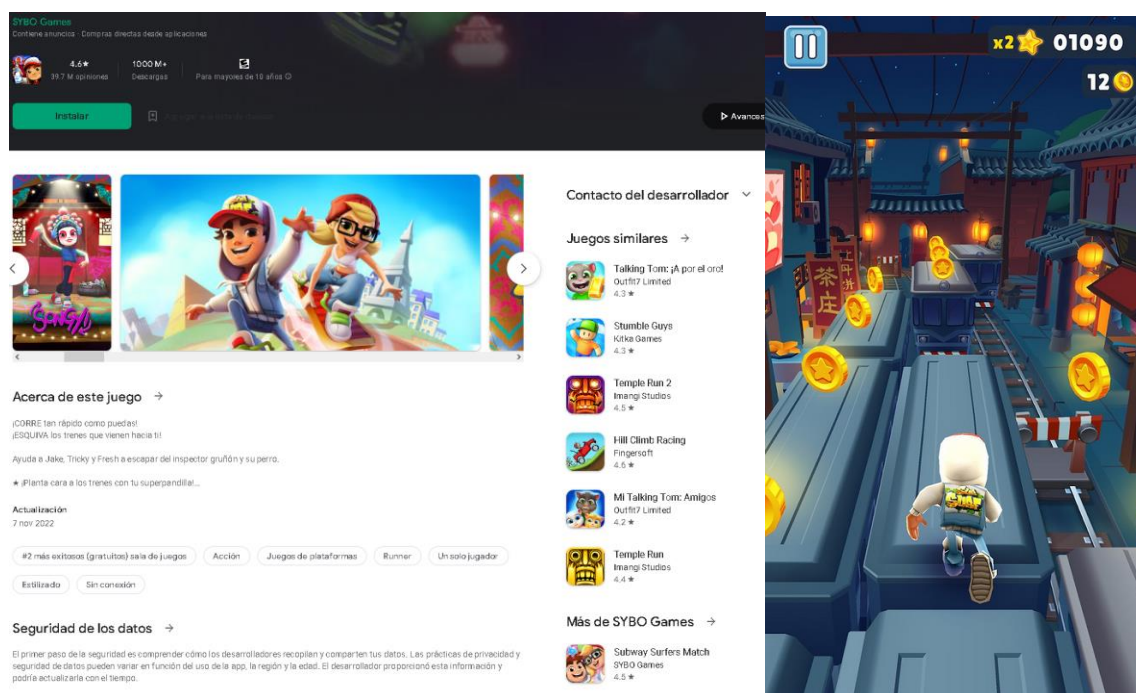 SYBO Games
Contiene anuncios · Compras directas desde aplicaciones
4.6★
39.7 M opiniones
1000 M+
Descargas
Para mayores de 10 años
Instalar
Avances
Acerca de este juego →
¡CORRE tan rápido como puedas!
¡ESQUIVA los trenes que vienen hacia ti!
Ayuda a Jake, Tricky y Fresh a escapar del inspector gruñón y su perro.
★ ¡Planta cara a los trenes con tu superpandilla!...
Actualización
7 nov 2022
#2 más exitosos (gratuitos) sala de juegos
Acción
Juegos de plataformas
Runner
Un solo jugador
Estilizado
Sin conexión
Seguridad de los datos →
El primer paso de la seguridad es comprender cómo los desarrolladores recopilan y comparten tus datos. Las prácticas de privacidad y
seguridad de datos pueden variar en función del uso de la app, la región y la edad. El desarrollador proporcionó esta información y
podría actualizarla con el tiempo.
Contacto del desarrollador
Juegos similares →
Talking Tom: ¡A por el oro!
Outfit7 Limited
4.3 ★
Stumble Guys
Kitka Games
4.3 ★
Temple Run 2
Imangi Studios
4.5 ★
Hill Climb Racing
Fingersoft
4.6 ★
Mi Talking Tom: Amigos
Outfit7 Limited
4.2 ★
Temple Run
Imangi Studios
4.4 ★
Más de SYBO Games →
Subway Surfers Match
SYBO Games
4.5 ★
x2 01090
12
茶庄